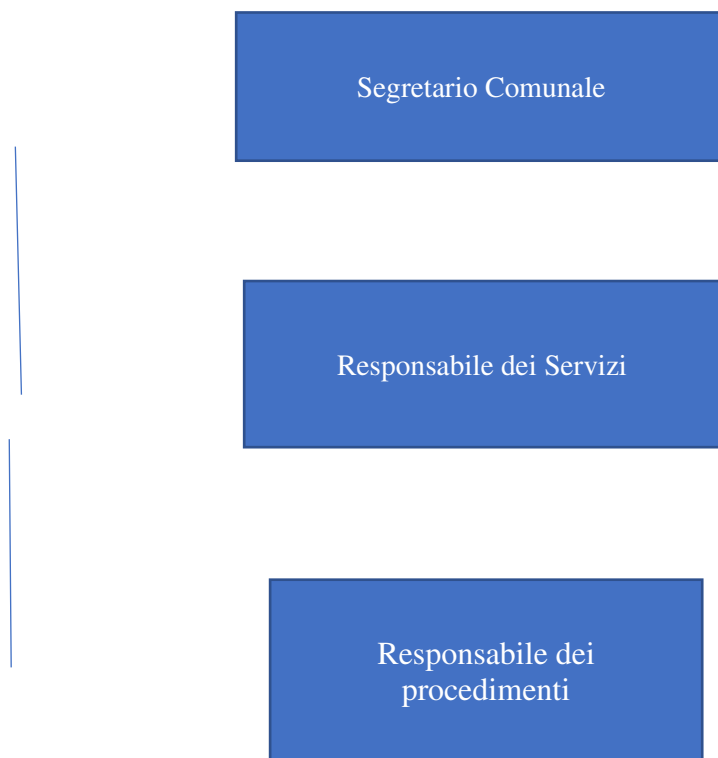 Segretario Comunale
Responsabile dei Servizi
Responsabile dei
procedimenti